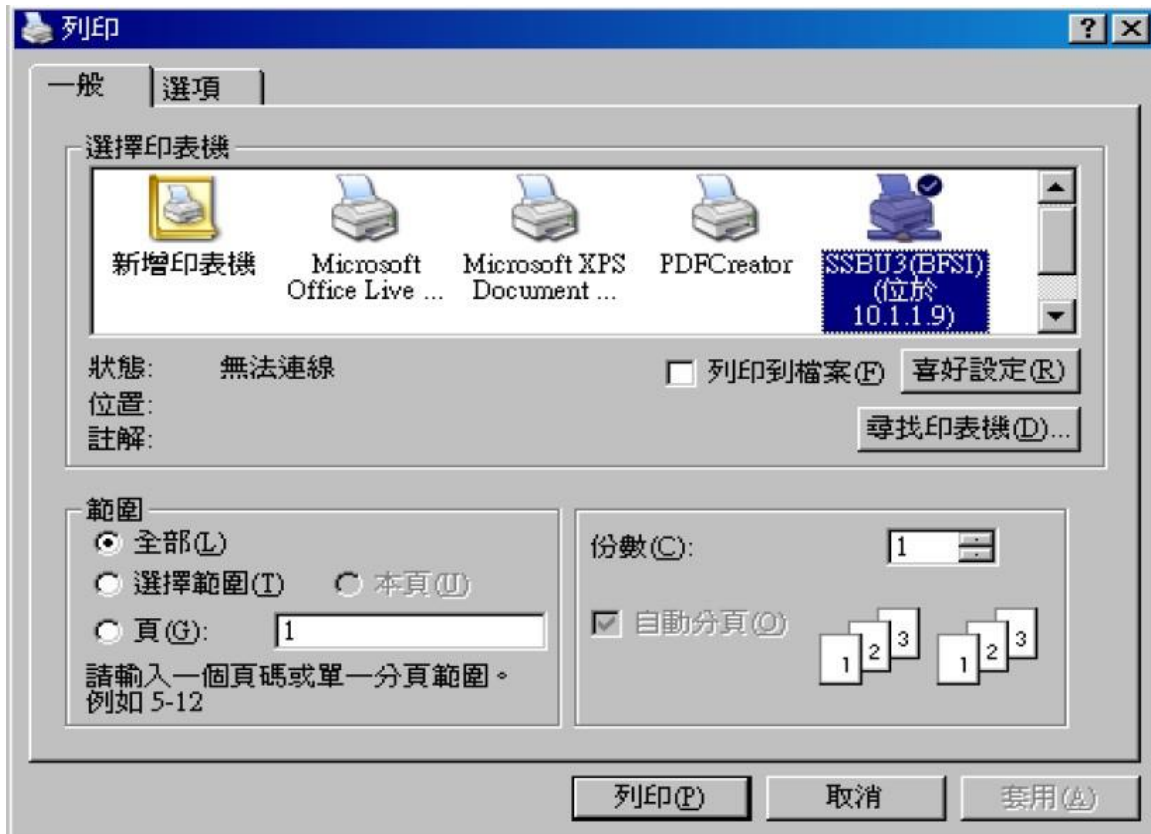 列印
一般
選項
選擇印表機
新增印表機
Microsoft
Office Live ...
Microsoft XPS
Document ...
PDFCreator
SSBU3(BFSI)
(位於
10.1.1.9)
狀態: 無法連線
位置:
註解:
列印到檔案(F)
喜好設定(R)
尋找印表機(D)...
範圍
全部(L)
選擇範圍(T)
本頁(U)
頁(G): 1
請輸入一個頁碼或單一分頁範圍。
例如 5-12
份數(C): 1
自動分頁(O)
1 2 3 1 2 3
列印(P)
取消
套用(A)